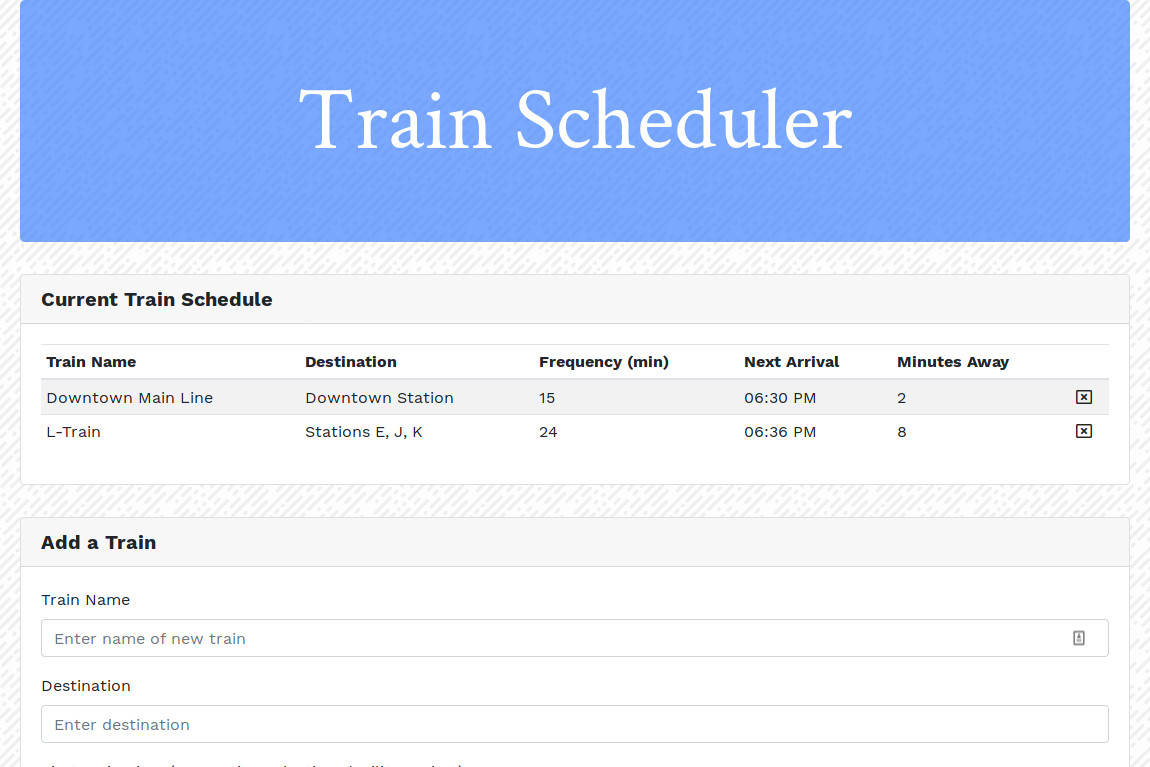 Train Scheduler
Current Train Schedule
Train Name Destination Frequency (min) Next Arrival Minutes Away
Downtown Main Line Downtown Station 15 06:30 PM 2
L-Train Stations E, J, K 24 06:36 PM 8
Add a Train
Train Name
Enter name of new train
Destination
Enter destination